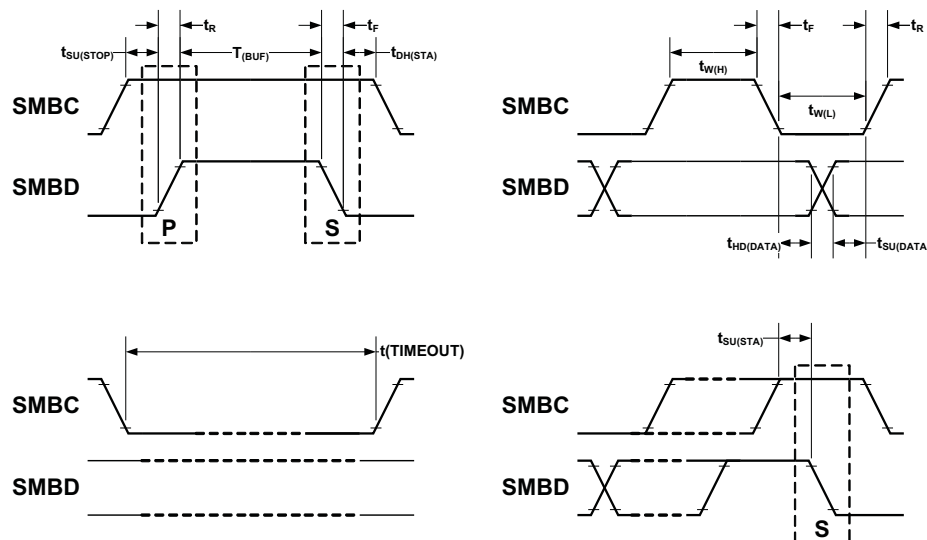 tR
tF
tSU(STOP)
T(BUF)
tDH(STA)
SMBC
SMBD
P
S
tF
tR
tW(H)
tW(L)
SMBC
SMBD
tHD(DATA)
tSU(DATA
t(TIMEOUT)
SMBC
SMBD
tSU(STA)
SMBC
SMBD
S